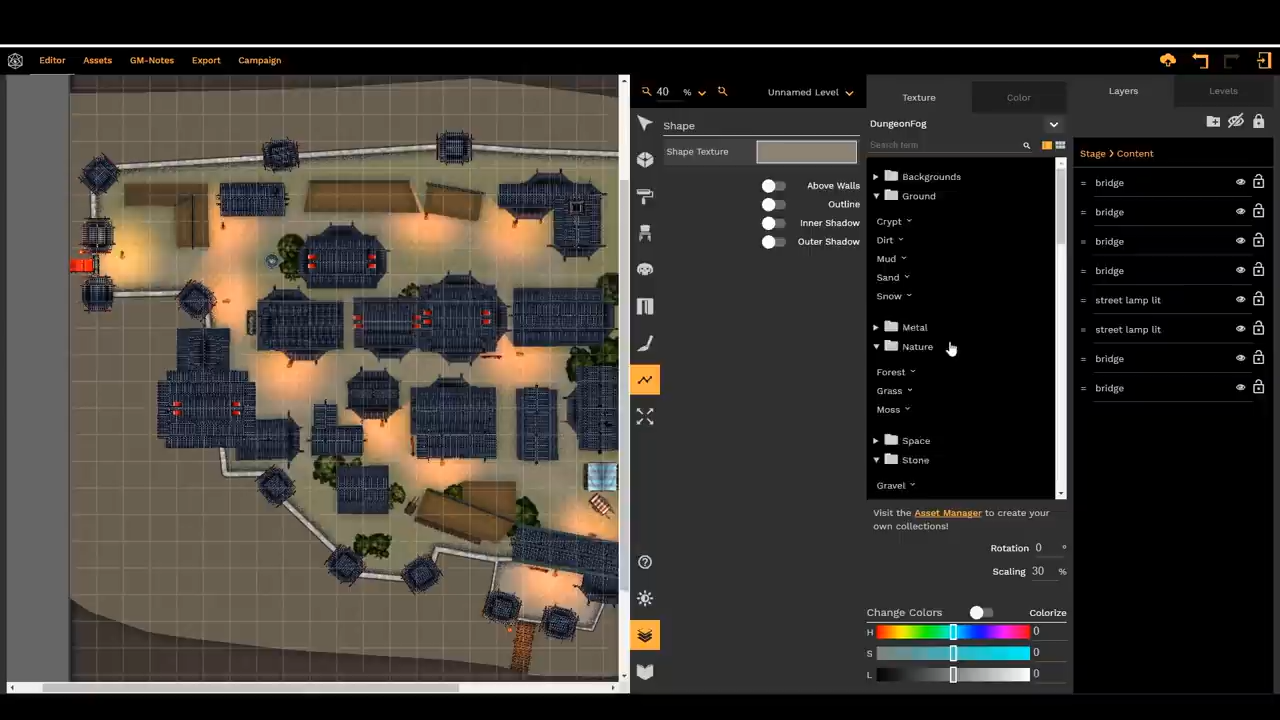 Editor Assets GM-Notes Export Campaign
40 % Unnamed Level
Texture Color
Layers Levels
Shape
Shape Texture
Above Walls
Outline
Inner Shadow
Outer Shadow
DungeonFog
Search term
Backgrounds
Ground
Crypt
Dirt
Mud
Sand
Snow
Metal
Nature
Forest
Grass
Moss
Space
Stone
Gravel
Visit the Asset Manager to create your
own collections!
Rotation 0 °
Scaling 30 %
Change Colors Colorize
H 0
S 0
L 0
Stage > Content
bridge
bridge
bridge
bridge
street lamp lit
street lamp lit
bridge
bridge